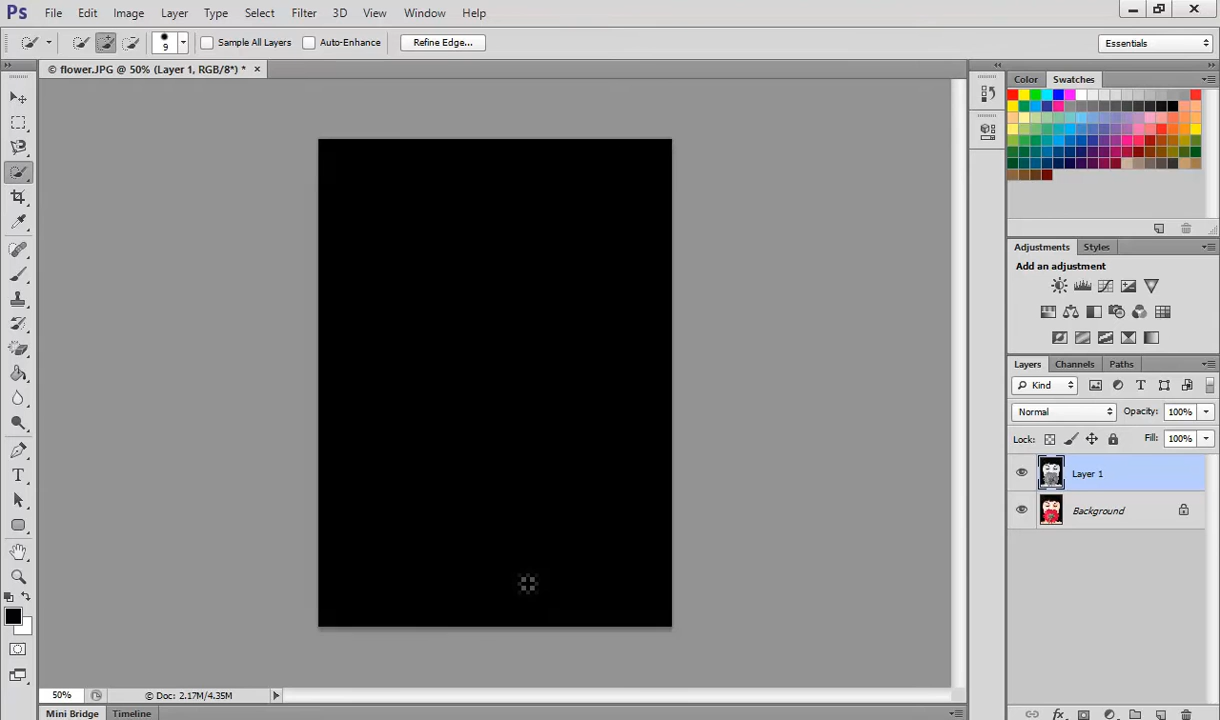 Ps File Edit Image Layer Type Select Filter 3D View Window Help
9 Sample All Layers Auto-Enhance Refine Edge... Essentials
© flower.JPG @ 50% (Layer 1, RGB/8*) * ×
Color Swatches
Adjustments Styles
Add an adjustment
Layers Channels Paths
Kind
Normal Opacity: 100%
Lock: Fill: 100%
Layer 1
Background
50% © Doc: 2.17M/4.35M
Mini Bridge Timeline